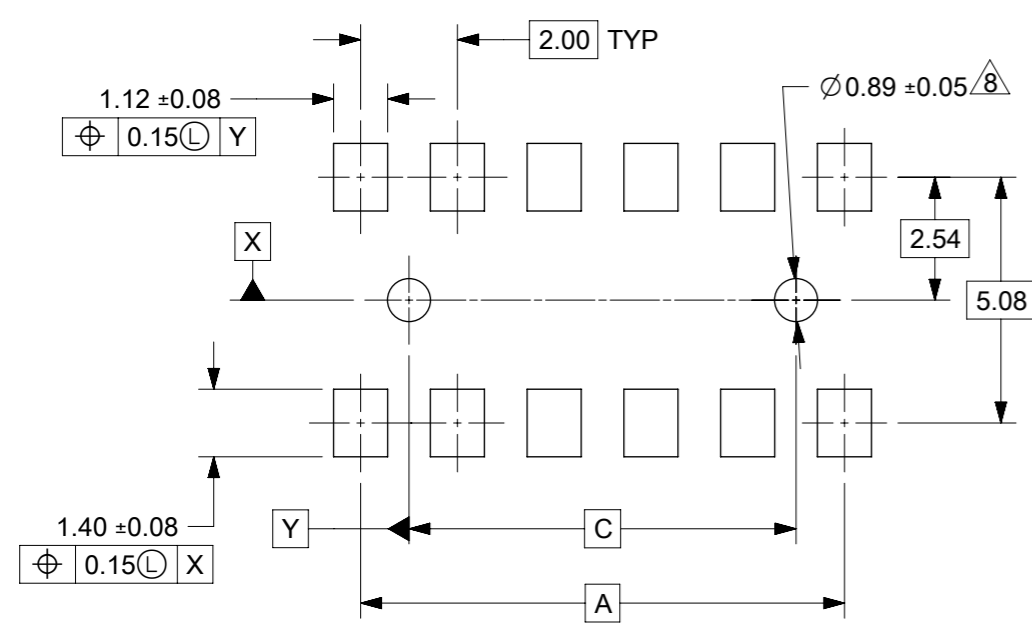 2.00 TYP
1.12 ±0.08
⌖ 0.15Ⓛ Y
∅0.89 ±0.05 8
X
2.54
5.08
1.40 ±0.08
⌖ 0.15Ⓛ X
Y
C
A